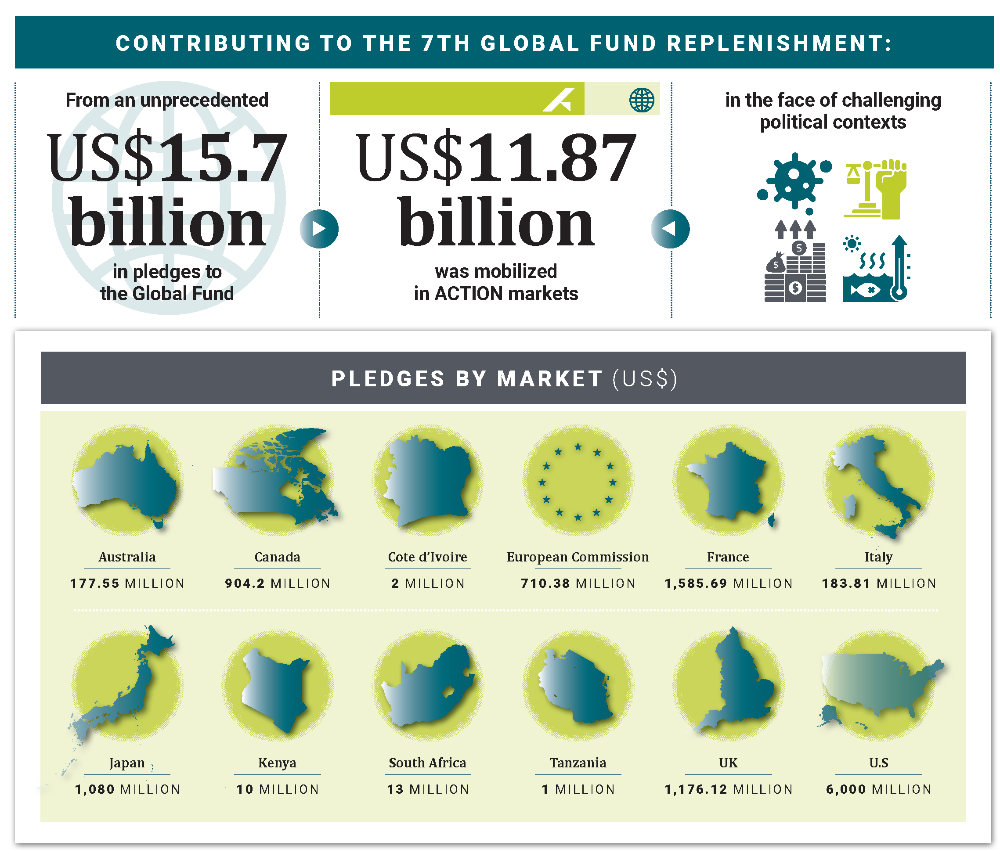 CONTRIBUTING TO THE 7TH GLOBAL FUND REPLENISHMENT:
From an unprecedented
US$15.7
billion
in pledges to
the Global Fund
US$11.87
billion
was mobilized
in ACTION markets
in the face of challenging
political contexts
$
$
$
PLEDGES BY MARKET (US$)
Australia
177.55 MILLION
Canada
904.2 MILLION
Cote d'Ivoire
2 MILLION
European Commission
710.38 MILLION
France
1,585.69 MILLION
Italy
183.81 MILLION
Japan
1,080 MILLION
Kenya
10 MILLION
South Africa
13 MILLION
Tanzania
1 MILLION
UK
1,176.12 MILLION
U.S
6,000 MILLION